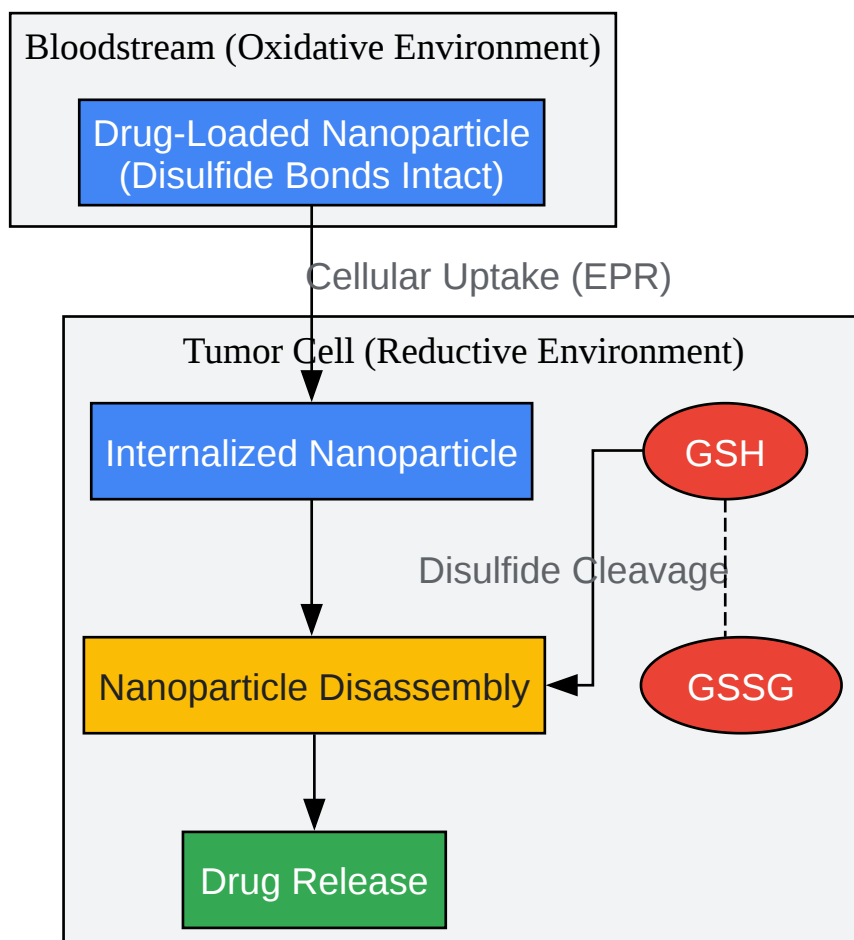 Bloodstream (Oxidative Environment)
Drug-Loaded Nanoparticle
(Disulfide Bonds Intact)
Cellular Uptake (EPR)
Tumor Cell (Reductive Environment)
Internalized Nanoparticle
GSH
Disulfide Cleavage
Nanoparticle Disassembly
GSSG
Drug Release